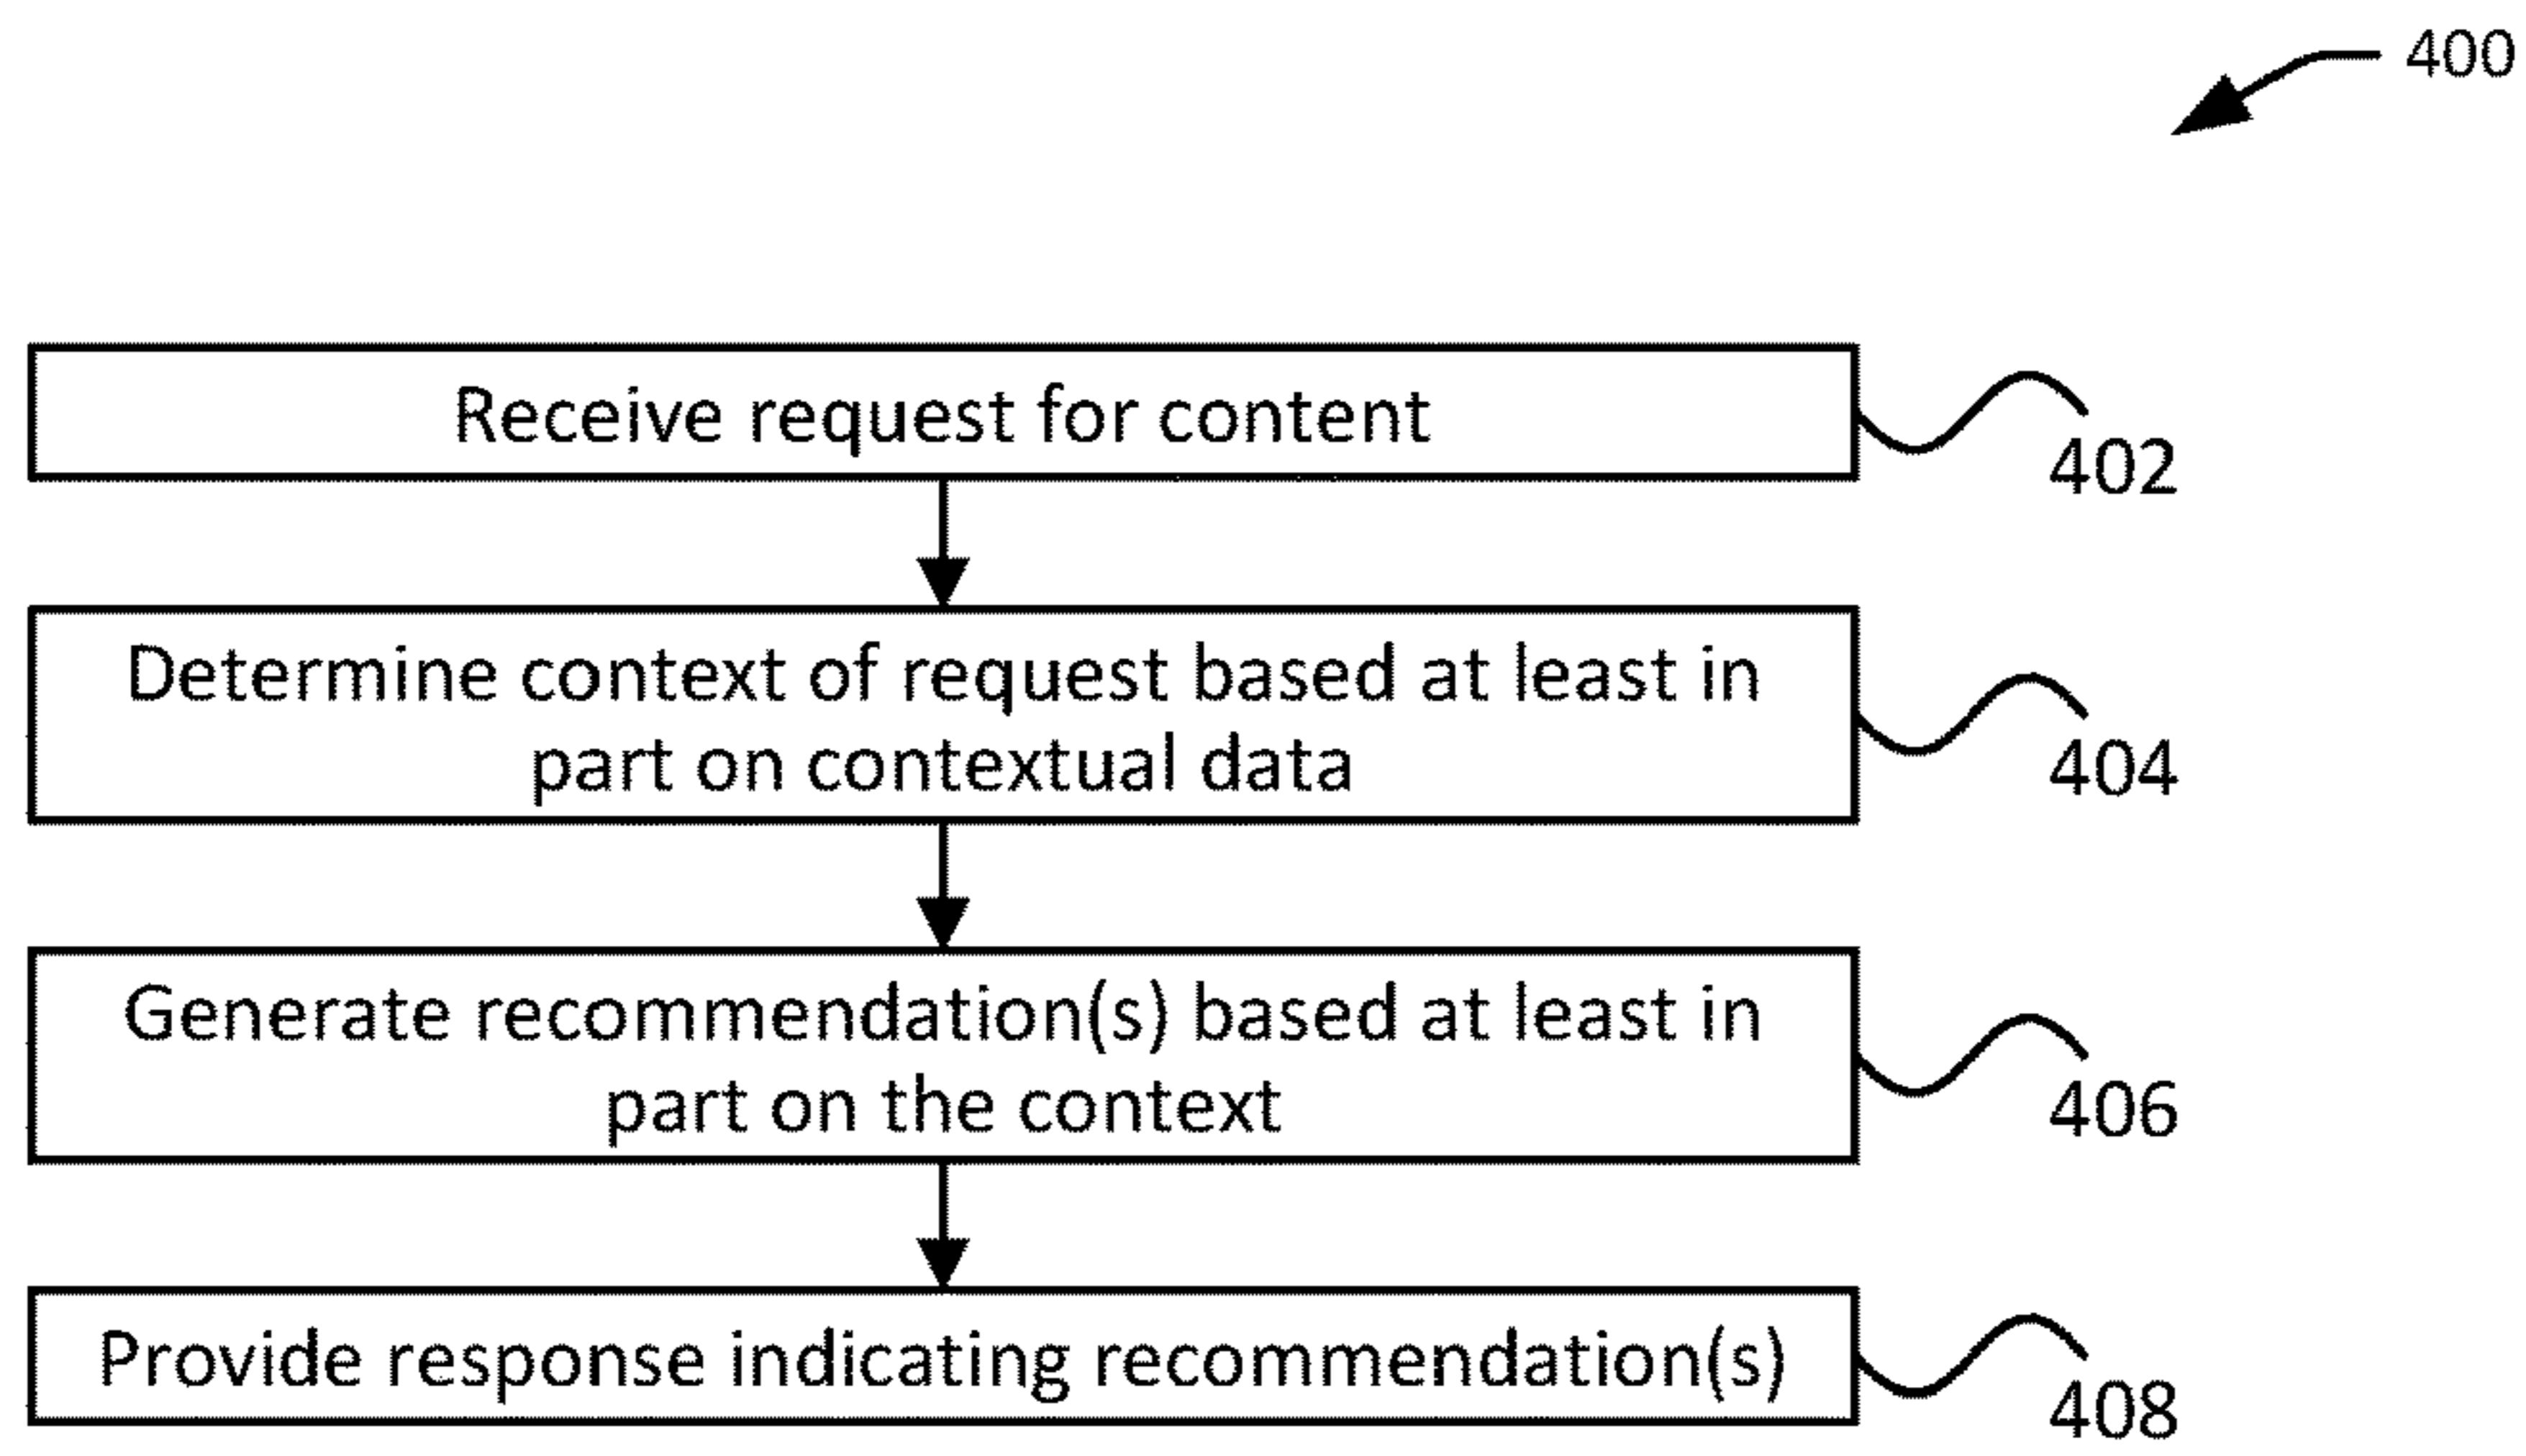 400
Receive request for content
402
Determine context of request based at least in
part on contextual data
404
Generate recommendation(s) based at least in
part on the context
406
Provide response indicating recommendation(s)
408